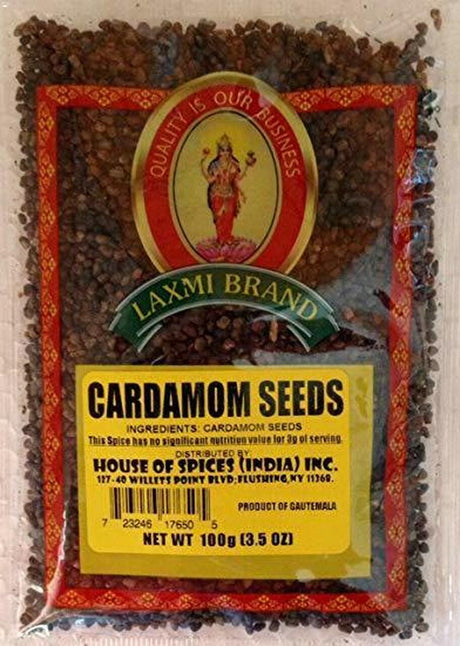 QUALITY IS OUR BUSINESS
LAXMI BRAND
CARDAMOM SEEDS
INGREDIENTS: CARDAMOM SEEDS
This Spice has no significant nutrition value for 3g of serving.
DISTRIBUTED BY:
HOUSE OF SPICES (INDIA) INC.
127-40 WILLETS POINT BLVD; FLUSHING, NY 11368.
PRODUCT OF GAUTEMALA
7 23246 17650 5
NET WT 100g (3.5 OZ)